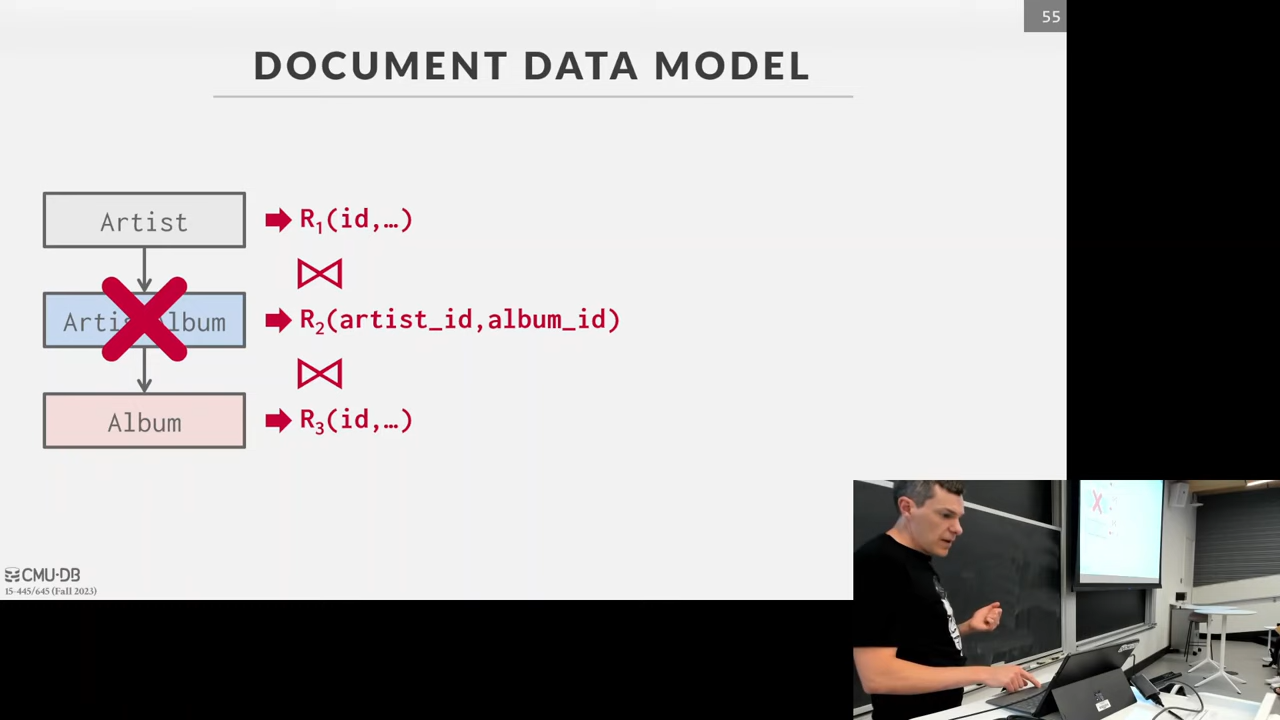 55
DOCUMENT DATA MODEL
Artist
R1(id,…)
⋈
R2(artist_id,album_id)
⋈
Album
R3(id,…)
CMU·DB
15-445/645 (Fall 2023)